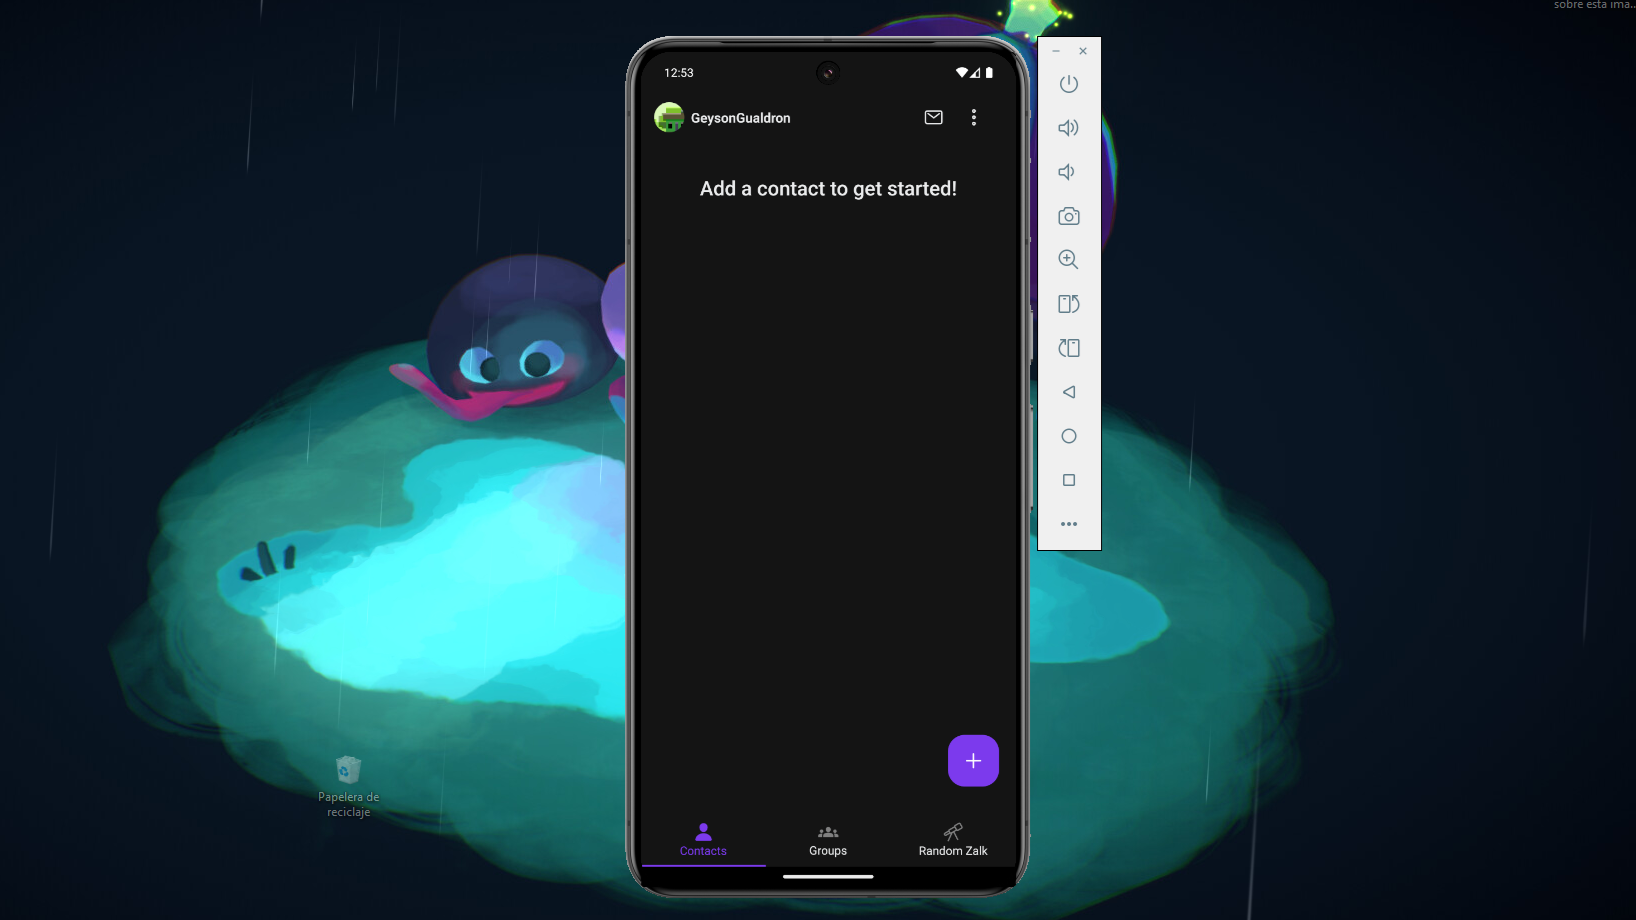 sobre esta ima...
12:53
GeysonGualdron
Add a contact to get started!
Papelera de
reciclaje
Contacts
Groups
Random Zalk